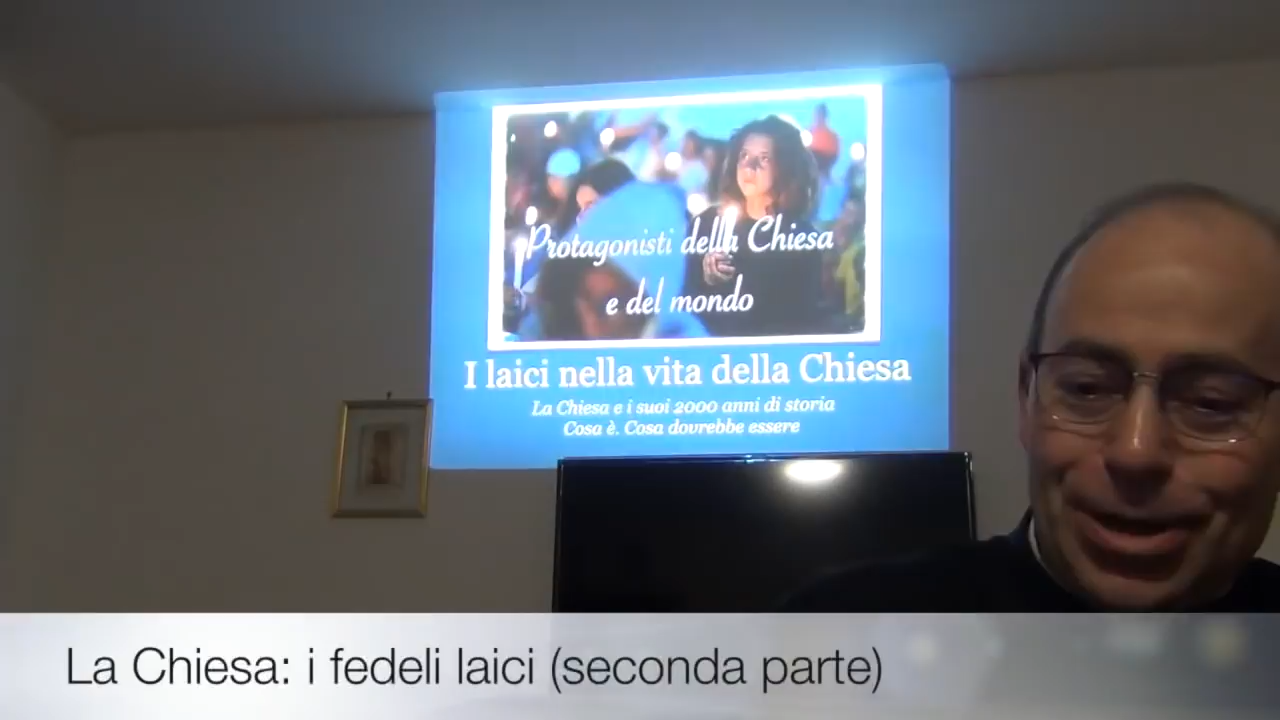 Protagonisti della Chiesa
e del mondo
I laici nella vita della Chiesa
La Chiesa e i suoi 2000 anni di storia
Cosa è. Cosa dovrebbe essere
La Chiesa: i fedeli laici (seconda parte)